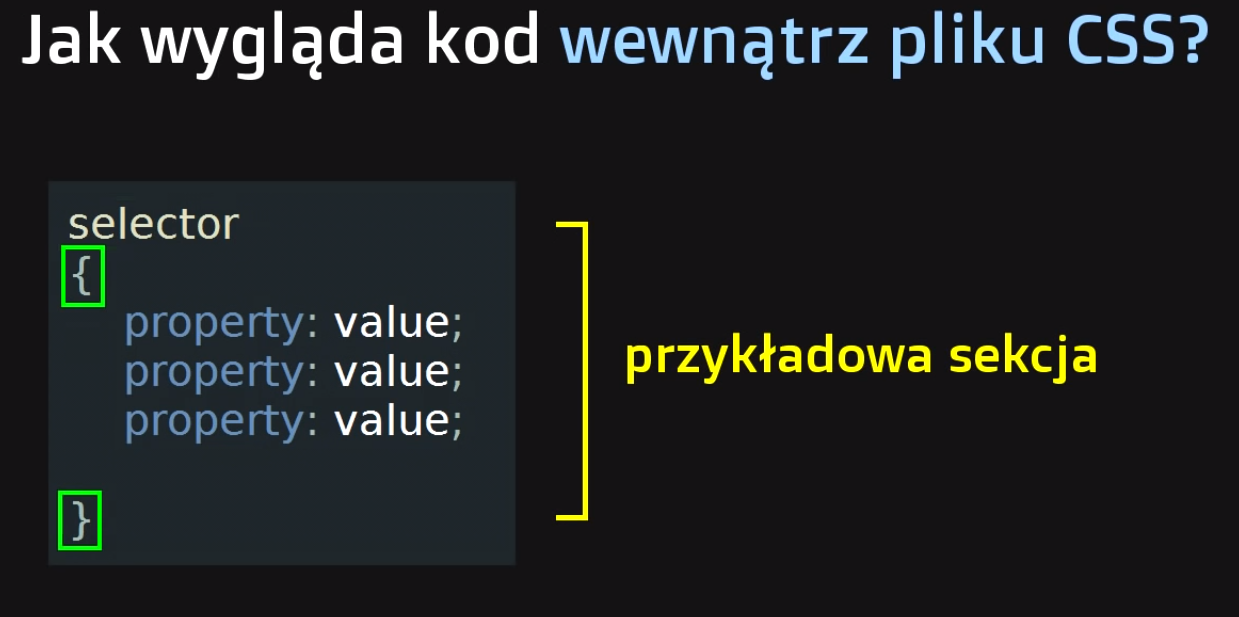 Jak wygląda kod wewnątrz pliku CSS?
selector
{
property: value;
property: value;
przykładowa sekcja
property: value;
}